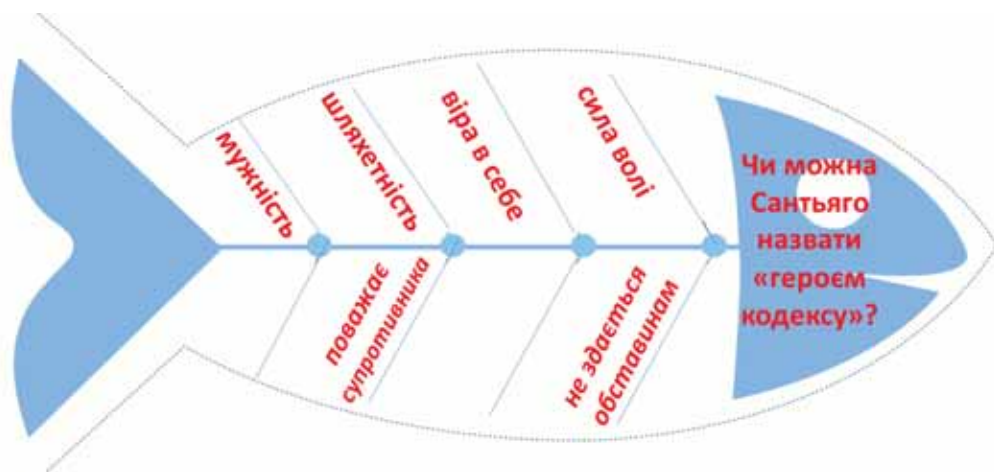 мужність
шляхетність
віра в себе
сила волі
поважає
супротивника
не здається
обставинам
Чи можна
Сантьяго
назвати
«героєм
кодексу»?